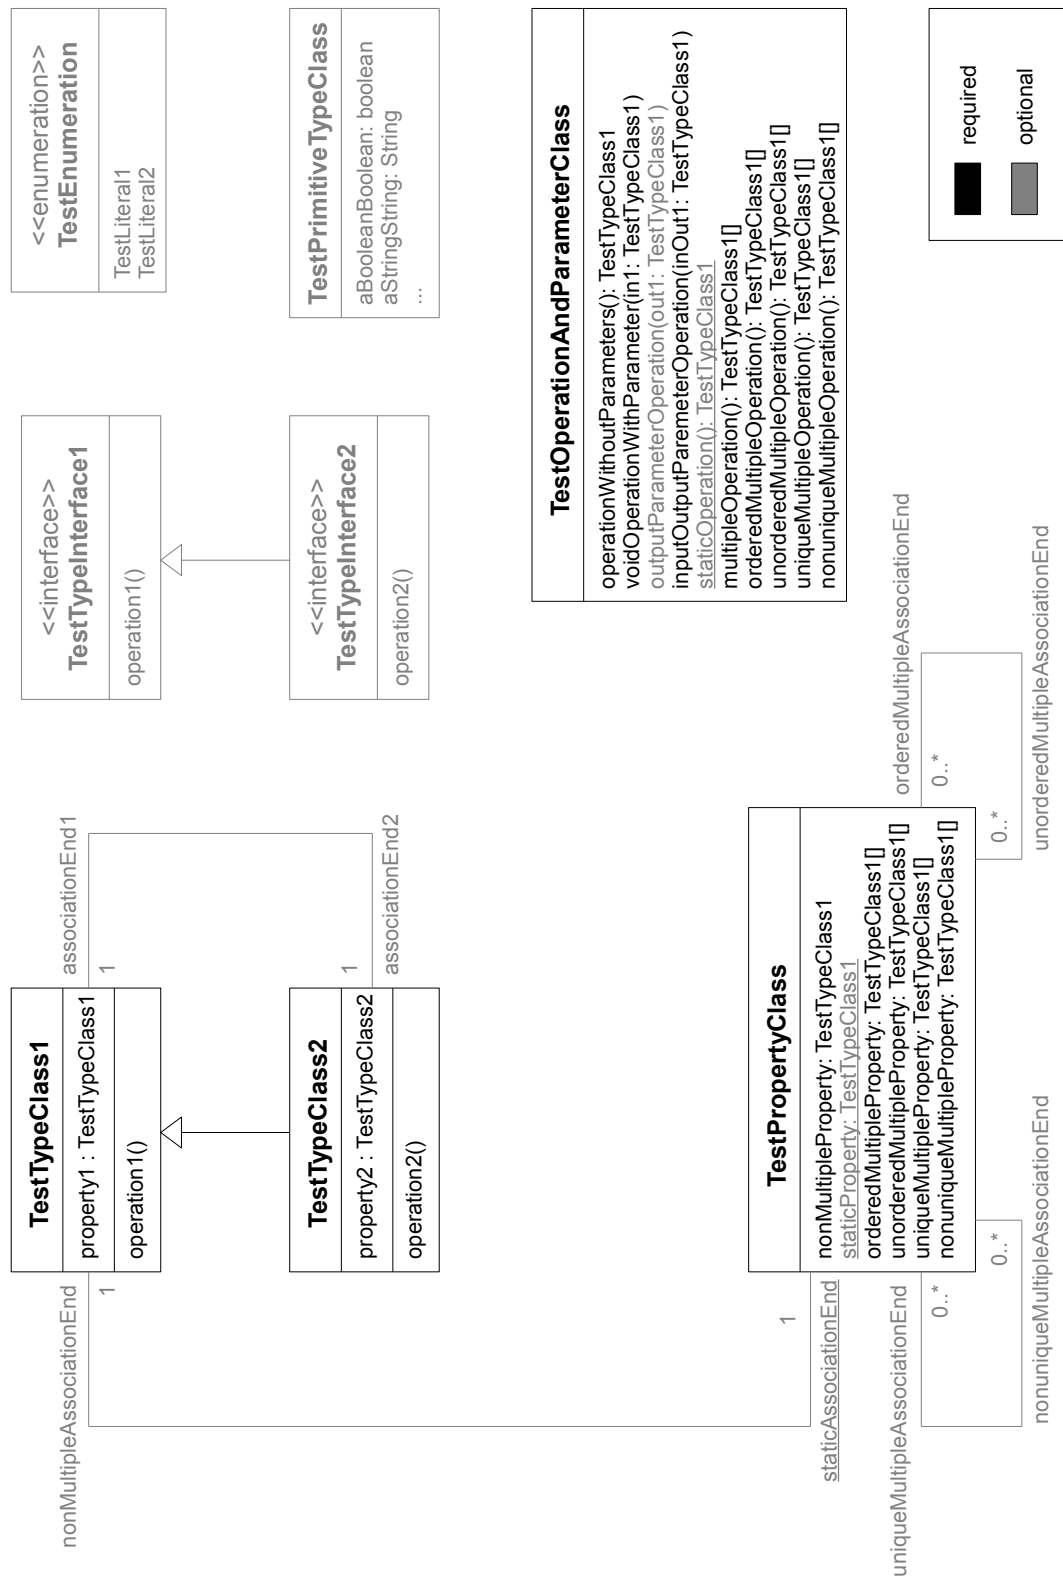 nonMultipleAssociationEnd
1
TestTypeClass1
property1 : TestTypeClass1
operation1()
associationEnd1
1
TestTypeClass2
property2 : TestTypeClass2
operation2()
1
associationEnd2
<<interface>>
TestTypeInterface1
operation1()
<<interface>>
TestTypeInterface2
operation2()
<<enumeration>>
TestEnumeration
TestLiteral1
TestLiteral2
TestPrimitiveTypeClass
aBooleanBoolean: boolean
aStringString: String
...
1
staticAssociationEnd
TestPropertyClass
nonMultipleProperty: TestTypeClass1
staticProperty: TestTypeClass1
orderedMultipleProperty: TestTypeClass1[]
unorderedMultipleProperty: TestTypeClass1[]
uniqueMultipleProperty: TestTypeClass1[]
nonuniqueMultipleProperty: TestTypeClass1[]
uniqueMultipleAssociationEnd
0..*
0..*
nonuniqueMultipleAssociationEnd
orderedMultipleAssociationEnd
0..*
0..*
unorderedMultipleAssociationEnd
TestOperationAndParameterClass
operationWithoutParameters(): TestTypeClass1
voidOperationWithParameter(in1: TestTypeClass1)
outputParameterOperation(out1: TestTypeClass1)
inputOutputParemeterOperation(inOut1: TestTypeClass1)
staticOperation(): TestTypeClass1
multipleOperation(): TestTypeClass1[]
orderedMultipleOperation(): TestTypeClass1[]
unorderedMultipleOperation(): TestTypeClass1[]
uniqueMultipleOperation(): TestTypeClass1[]
nonuniqueMultipleOperation(): TestTypeClass1[]
required
optional